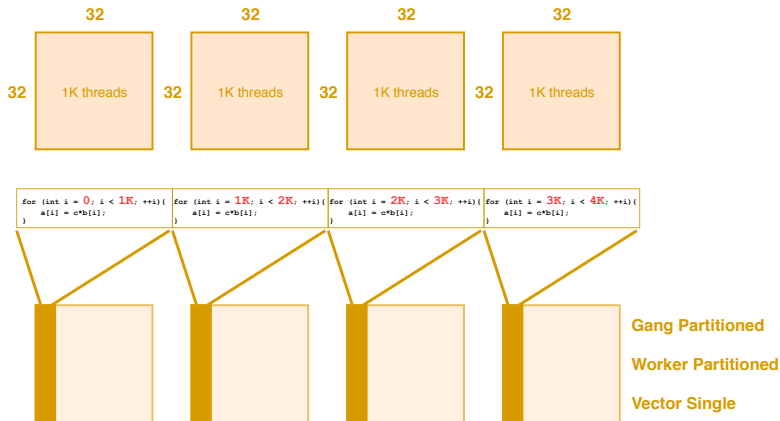 32 32 32 32
32 1K threads 32 1K threads 32 1K threads 32 1K threads
for (int i = 0; i < 1K; ++i){
a[i] = c*b[i];
}
for (int i = 1K; i < 2K; ++i){
a[i] = c*b[i];
}
for (int i = 2K; i < 3K; ++i){
a[i] = c*b[i];
}
for (int i = 3K; i < 4K; ++i){
a[i] = c*b[i];
}
Gang Partitioned
Worker Partitioned
Vector Single